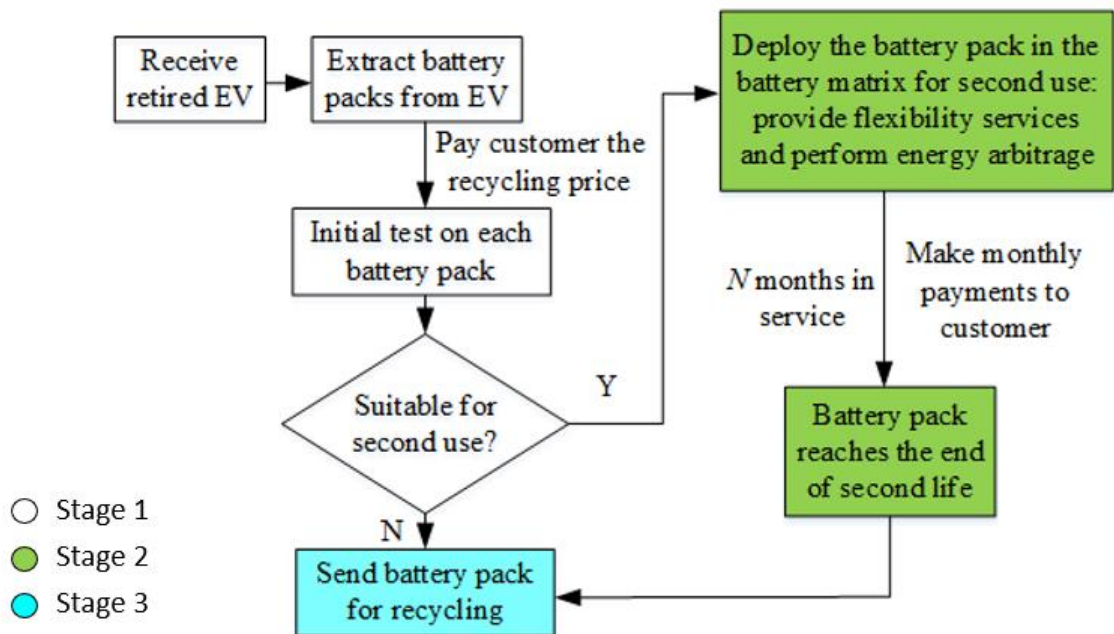 Receive
retired EV
Extract battery
packs from EV
Pay customer the
recycling price
Initial test on each
battery pack
Suitable for
second use?
Y
N
Send battery pack
for recycling
Deploy the battery pack in the
battery matrix for second use:
provide flexibility services
and perform energy arbitrage
N months in
service
Make monthly
payments to
customer
Battery pack
reaches the end
of second life
Stage 1
Stage 2
Stage 3